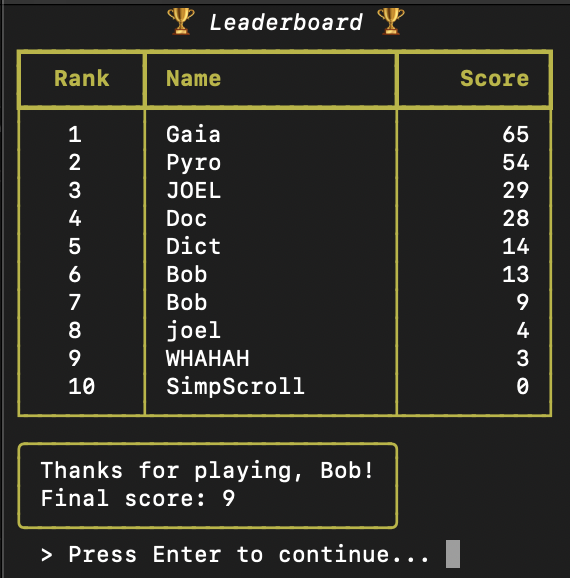 🏆 Leaderboard 🏆
Rank Name Score
1 Gaia 65
2 Pyro 54
3 JOEL 29
4 Doc 28
5 Dict 14
6 Bob 13
7 Bob 9
8 joel 4
9 WHAHAH 3
10 SimpScroll 0
Thanks for playing, Bob!
Final score: 9
> Press Enter to continue...